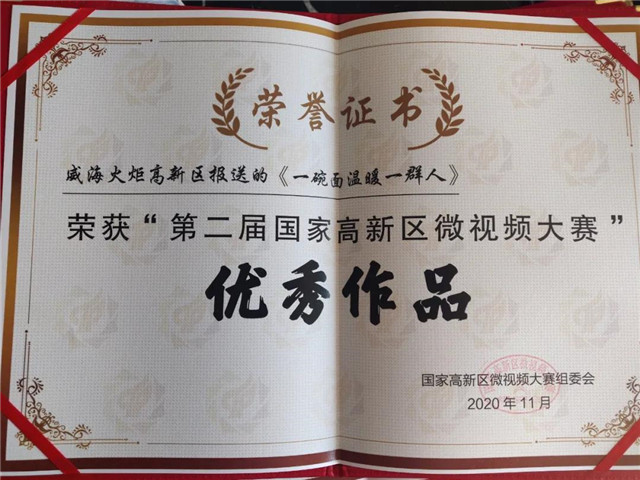 荣誉证书
威海火炬高新区报送的《一碗面温暖一群人》
荣获“第二届国家高新区微视频大赛”
优秀作品
国家高新区微视频大赛组委会
2020年11月